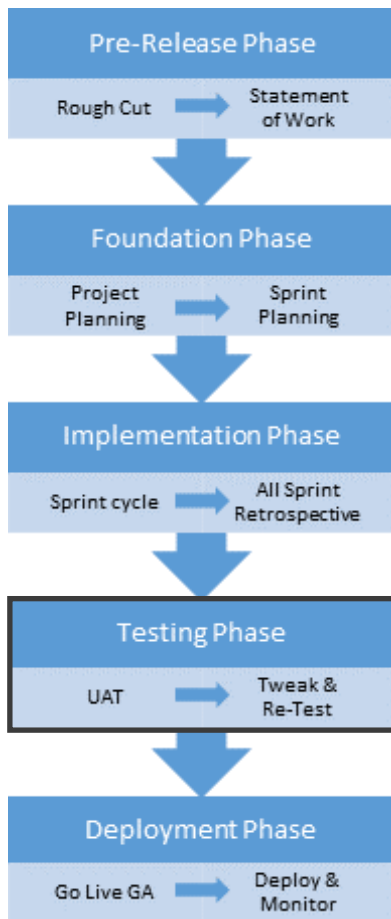 Pre-Release Phase
Rough Cut
Statement
of Work
Foundation Phase
Project
Planning
Sprint
Planning
Implementation Phase
Sprint cycle
All Sprint
Retrospective
Testing Phase
UAT
Tweak &
Re-Test
Deployment Phase
Go Live GA
Deploy &
Monitor